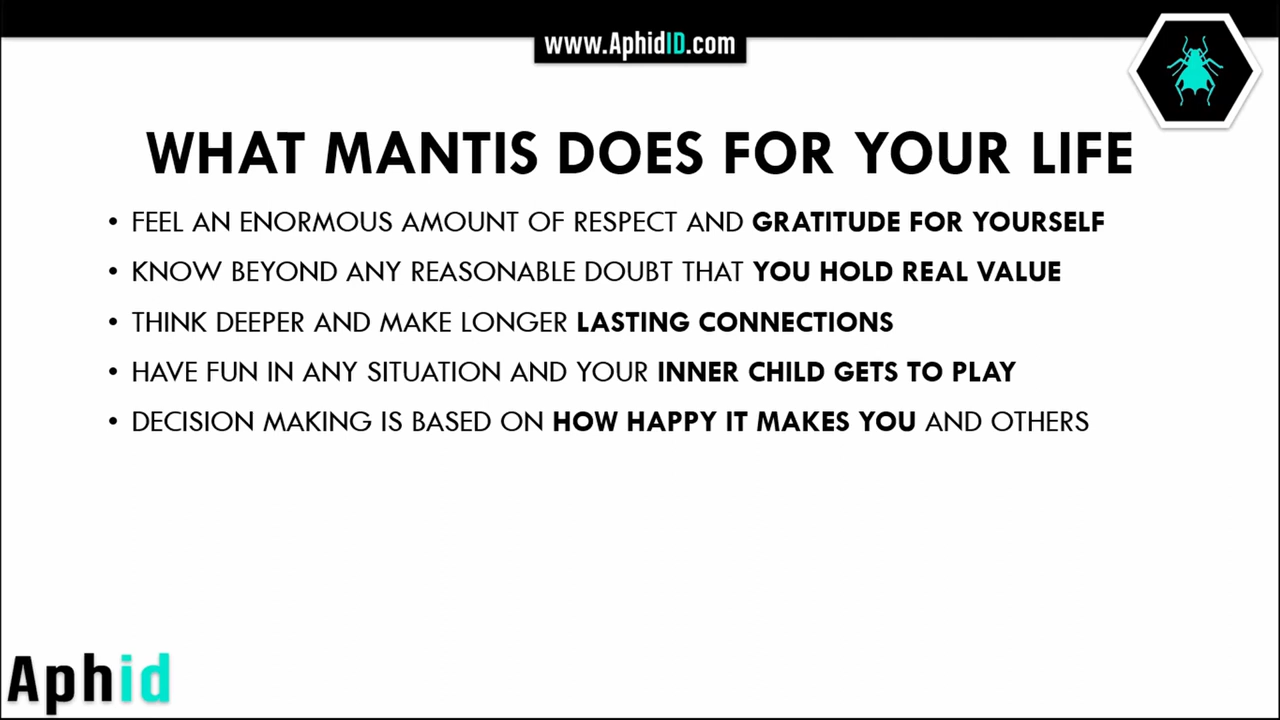 www.AphidID.com
WHAT MANTIS DOES FOR YOUR LIFE
• FEEL AN ENORMOUS AMOUNT OF RESPECT AND GRATITUDE FOR YOURSELF
• KNOW BEYOND ANY REASONABLE DOUBT THAT YOU HOLD REAL VALUE
• THINK DEEPER AND MAKE LONGER LASTING CONNECTIONS
• HAVE FUN IN ANY SITUATION AND YOUR INNER CHILD GETS TO PLAY
• DECISION MAKING IS BASED ON HOW HAPPY IT MAKES YOU AND OTHERS
Aphid